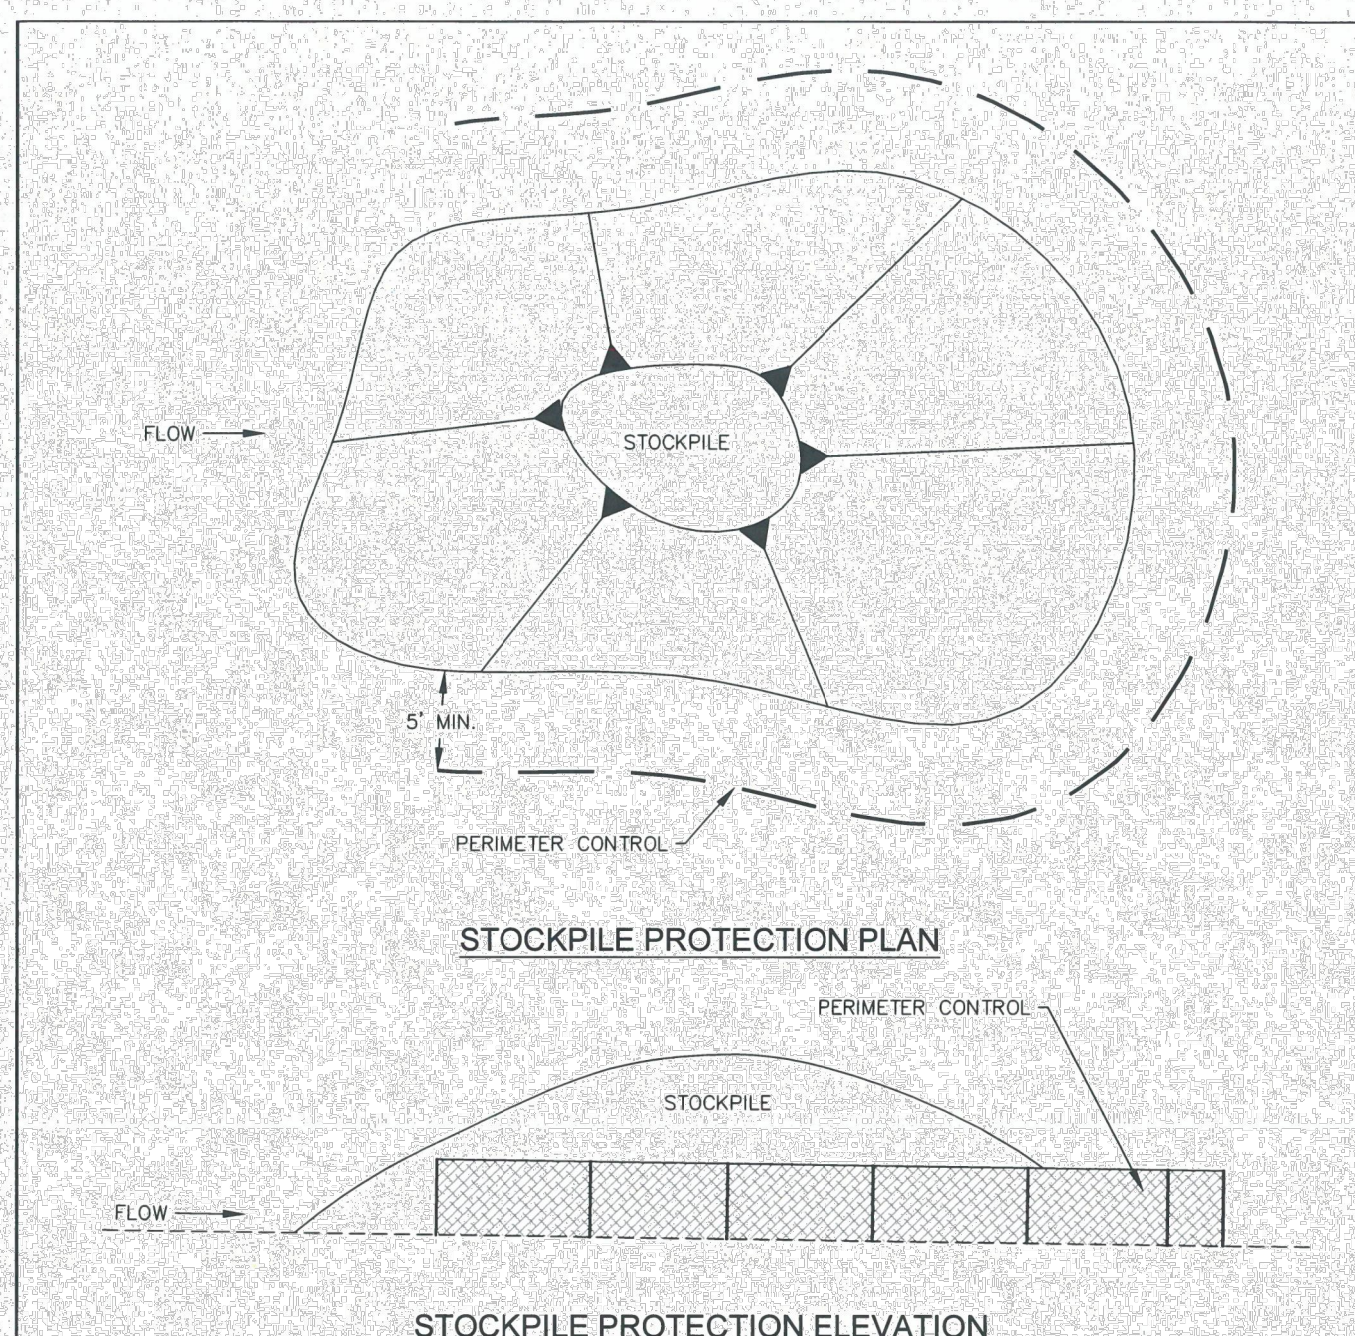 FLOW
STOCKPILE
5' MIN.
PERIMETER CONTROL
STOCKPILE PROTECTION PLAN
PERIMETER CONTROL
STOCKPILE
FLOW
STOCKPILE PROTECTION ELEVATION